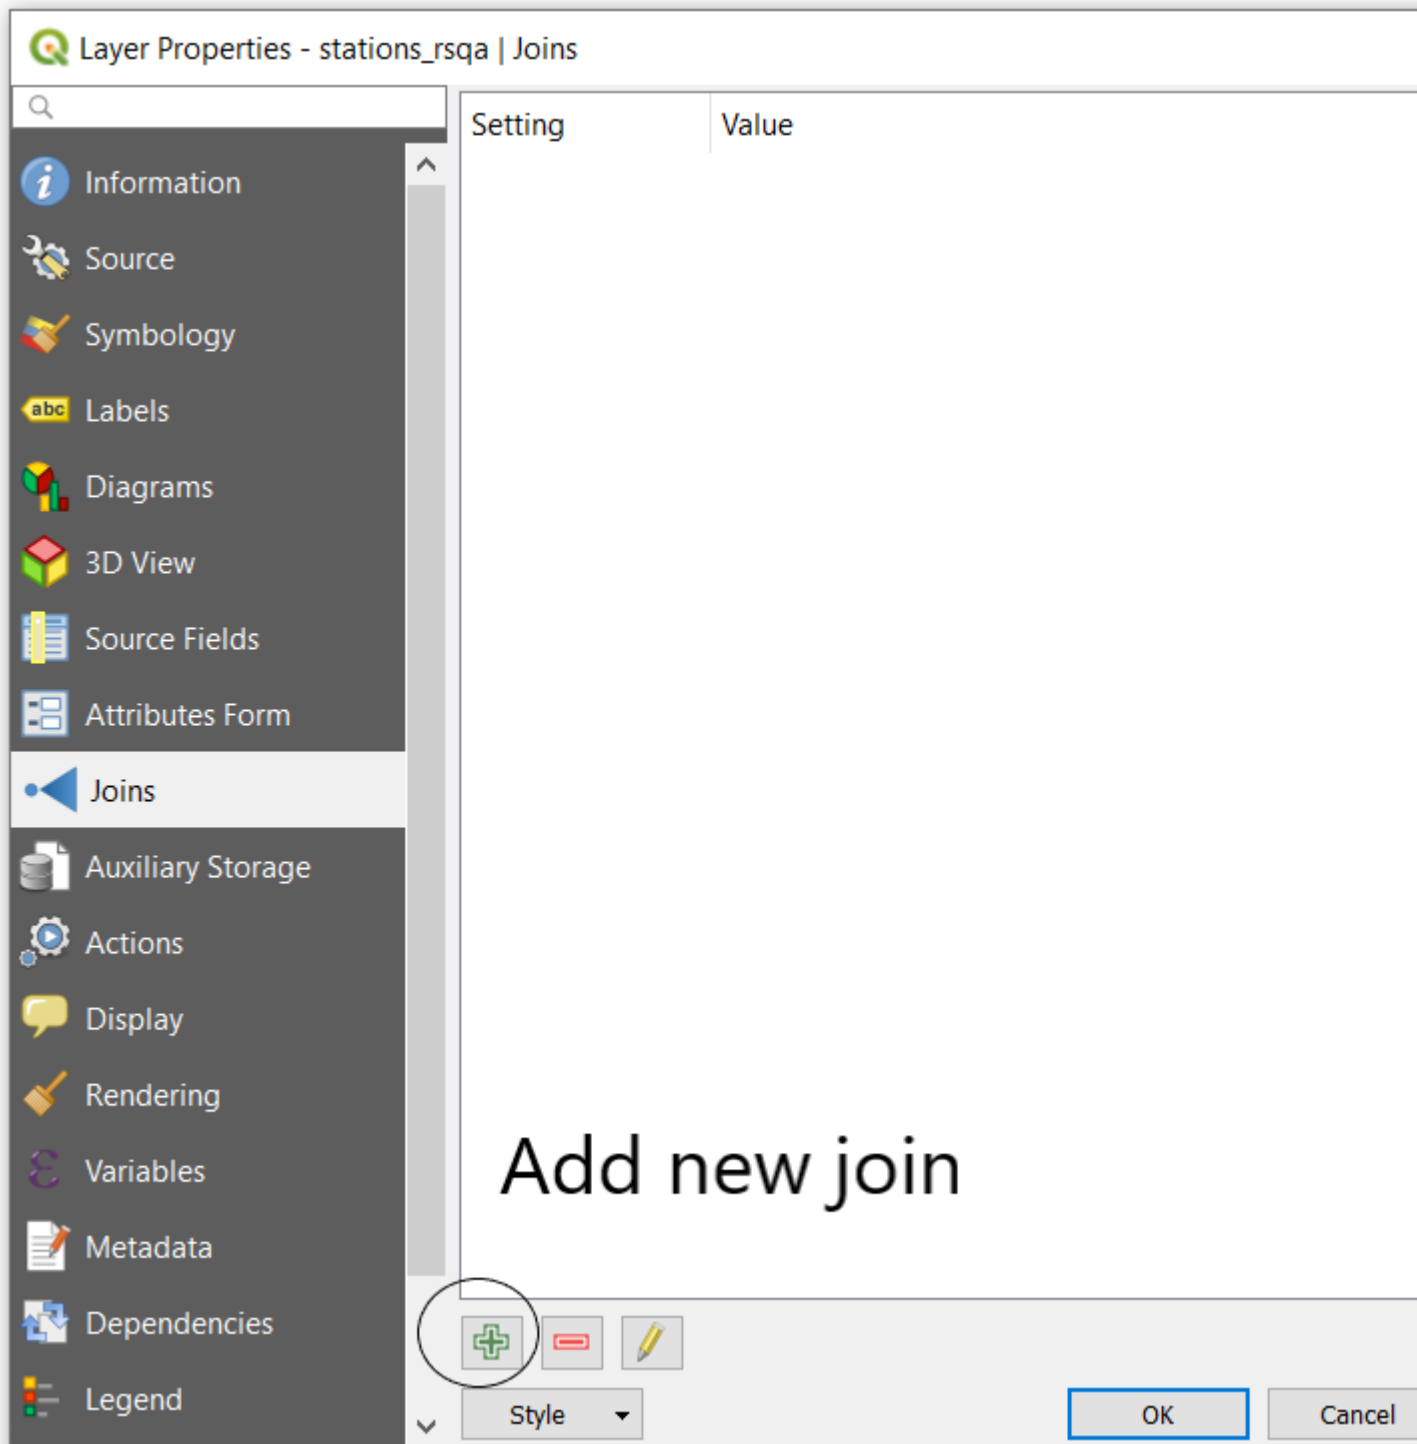 Layer Properties - stations_rsqa | Joins
Setting Value
Information
Source
Symbology
abc Labels
Diagrams
3D View
Source Fields
Attributes Form
Joins
Auxiliary Storage
Actions
Display
Rendering
Variables
Metadata
Dependencies
Legend
Add new join
Style OK Cancel